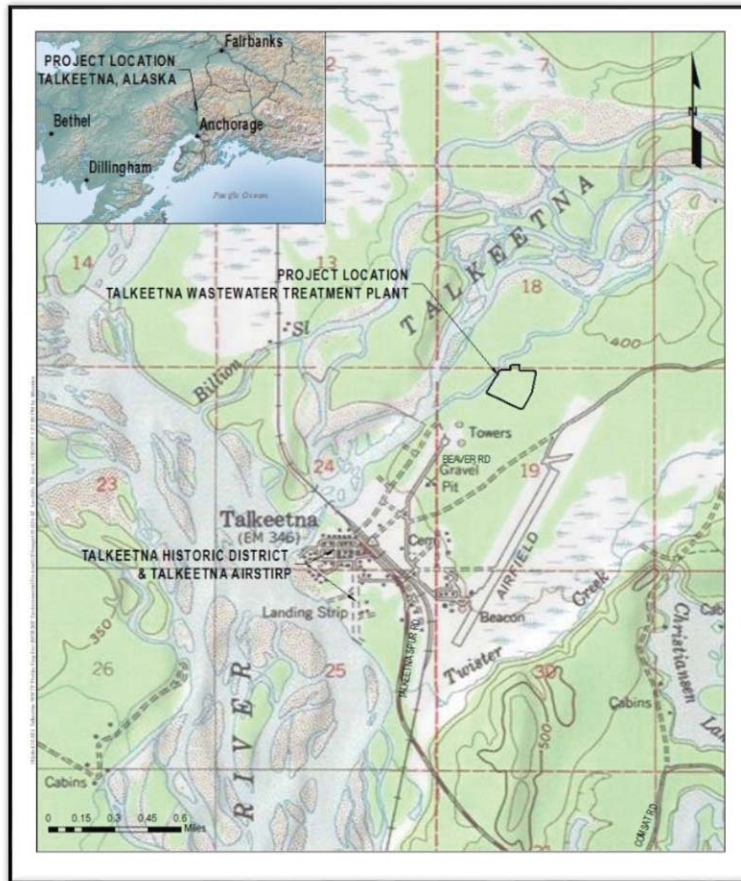 Fairbanks
PROJECT LOCATION
TALKEETNA, ALASKA
Bethel
Anchorage
Dillingham
Pacific Ocean
2
7
N
14
13
18
TALKEETNA
PROJECT LOCATION
TALKEETNA WASTEWATER TREATMENT PLANT
400
Billion Sl
Towers
BEAVER RD
Gravel
Pit
23
24
19
Talkeetna
(EM 346)
Cem
AIRFIELD
TALKEETNA HISTORIC DISTRICT
& TALKEETNA AIRSTIRP
Landing Strip
Beacon
Creek
Twister
TALKEETNA SPUR RD
350
26
25
30
Christiansen
Cabins
500
RIVER
Cabins
COMSAT RD
0 0.15 0.3 0.45 0.6
Miles